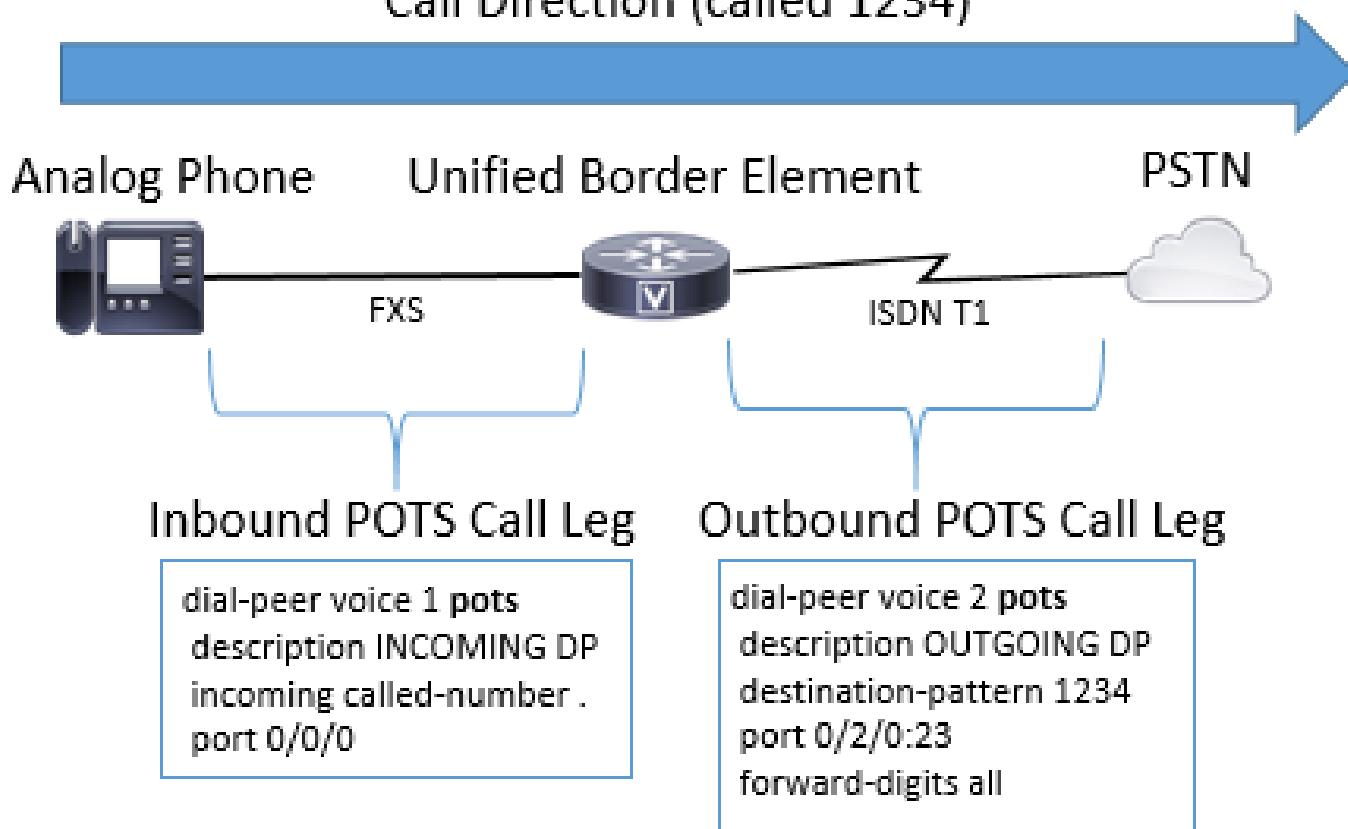 Call Direction (called 1234)
Analog Phone
Unified Border Element
PSTN
FXS
ISDN T1
V
Inbound POTS Call Leg
Outbound POTS Call Leg
dial-peer voice 1 pots
description INCOMING DP
incoming called-number .
port 0/0/0
dial-peer voice 2 pots
description OUTGOING DP
destination-pattern 1234
port 0/2/0:23
forward-digits all